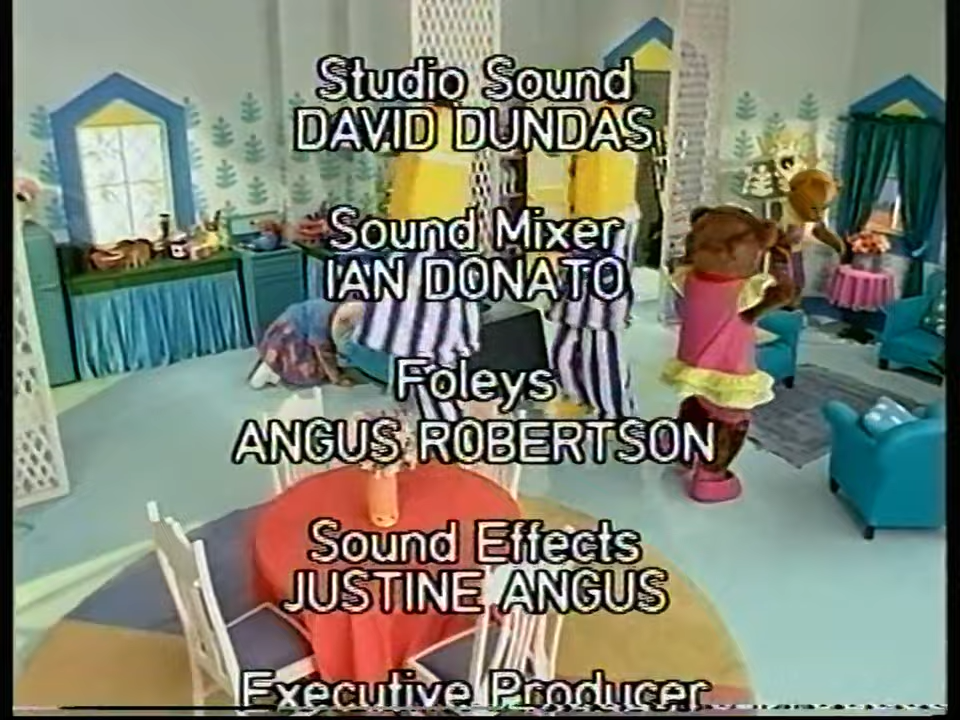 Studio Sound
DAVID DUNDAS
Sound Mixer
IAN DONATO
Foleys
ANGUS ROBERTSON
Sound Effects
JUSTINE ANGUS
Executive Producer